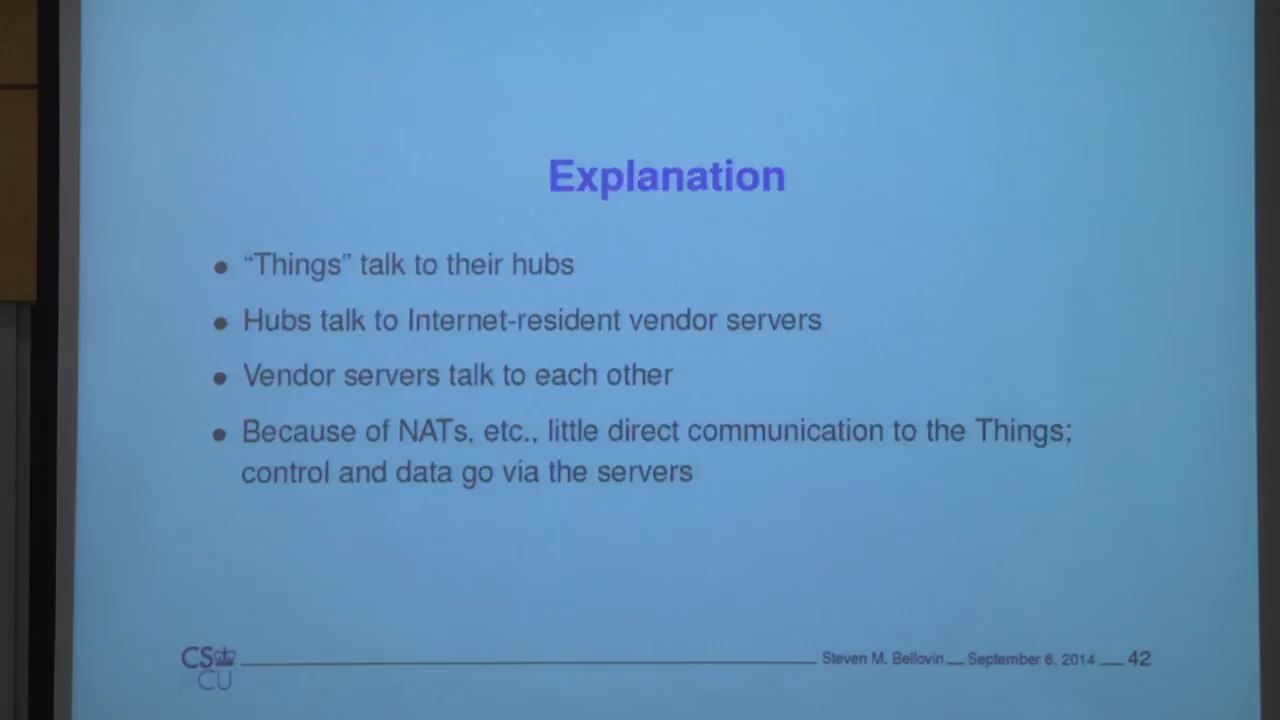 Explanation
• “Things” talk to their hubs
• Hubs talk to Internet-resident vendor servers
• Vendor servers talk to each other
• Because of NATs, etc., little direct communication to the Things;
control and data go via the servers
CS
CU
Steven M. Bellovin __ September 6, 2014 __ 42